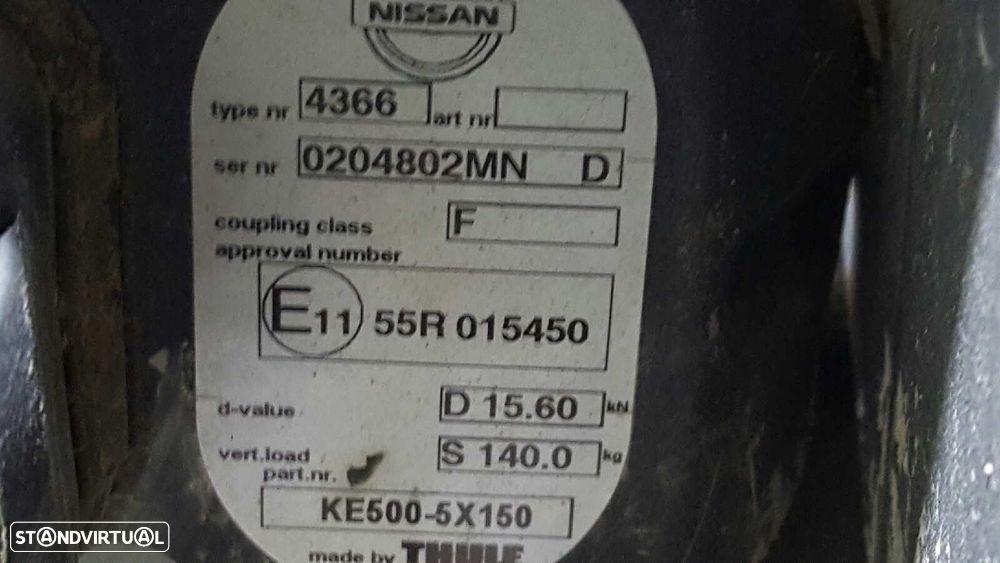 NISSAN
type nr 4366 art nr
ser nr 0204802MN D
coupling class F
approval number
E11 55R 015450
d-value D 15.60 kN
vert.load S 140.0 kg
part.nr.
KE500-5X150
made by THULE
STANDVIRTUAL